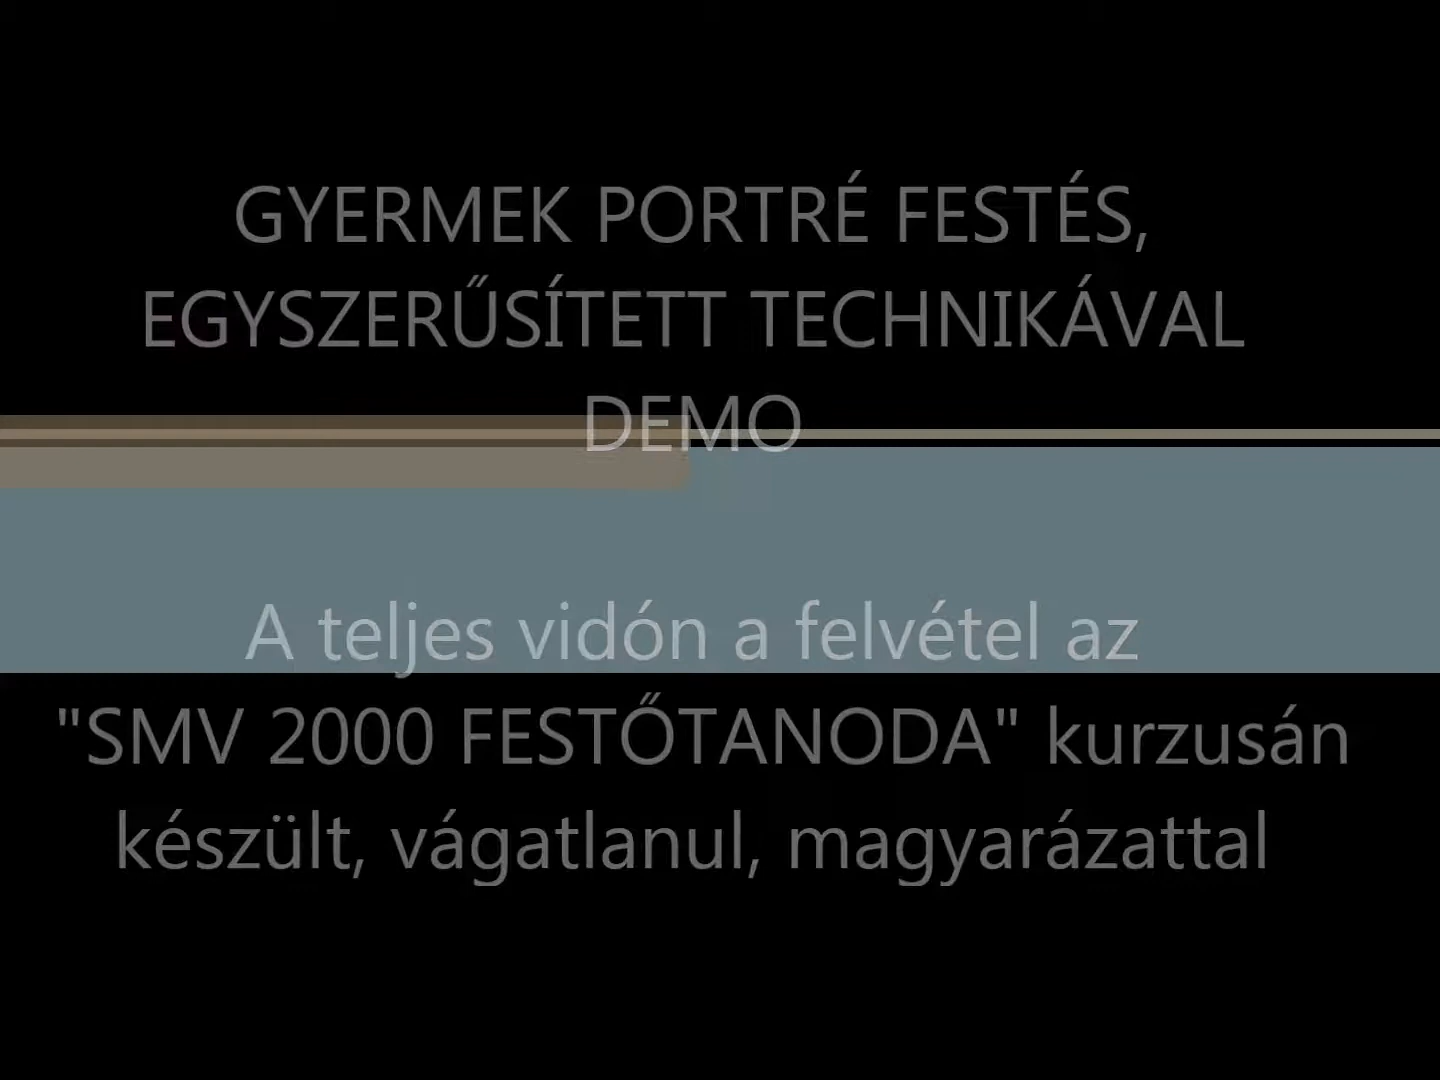 GYERMEK PORTRÉ FESTÉS,
EGYSZERŰSÍTETT TECHNIKÁVAL
DEMO
A teljes vidón a felvétel az
"SMV 2000 FESTŐTANODA" kurzusán
készült, vágatlanul, magyarázattal